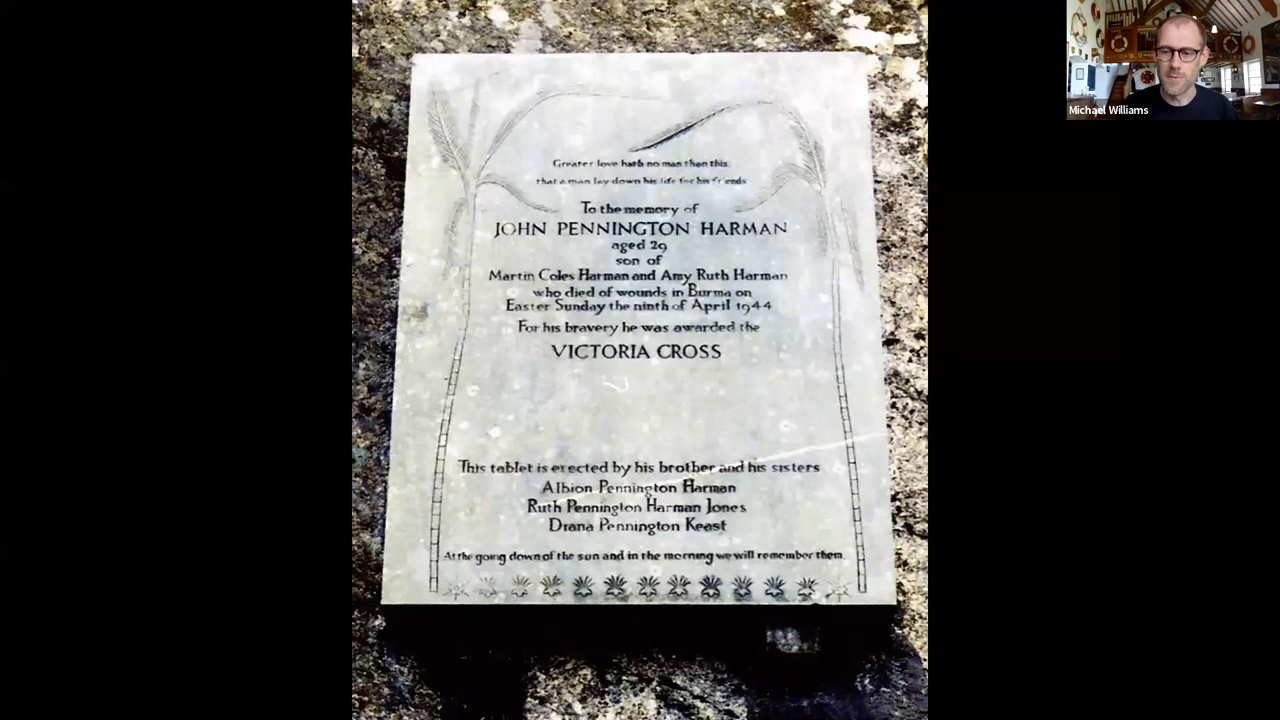 Greater love hath no man than this
that a man lay down his life for his friends
To the memory of
JOHN PENNINGTON HARMAN
aged 29
son of
Martin Coles Harman and Amy Ruth Harman
who died of wounds in Burma on
Easter Sunday the ninth of April 1944
For his bravery he was awarded the
VICTORIA CROSS
This tablet is erected by his brother and his sisters
Albion Pennington Harman
Ruth Pennington Harman Jones
Diana Pennington Keast
At the going down of the sun and in the morning we will remember them
Michael Williams